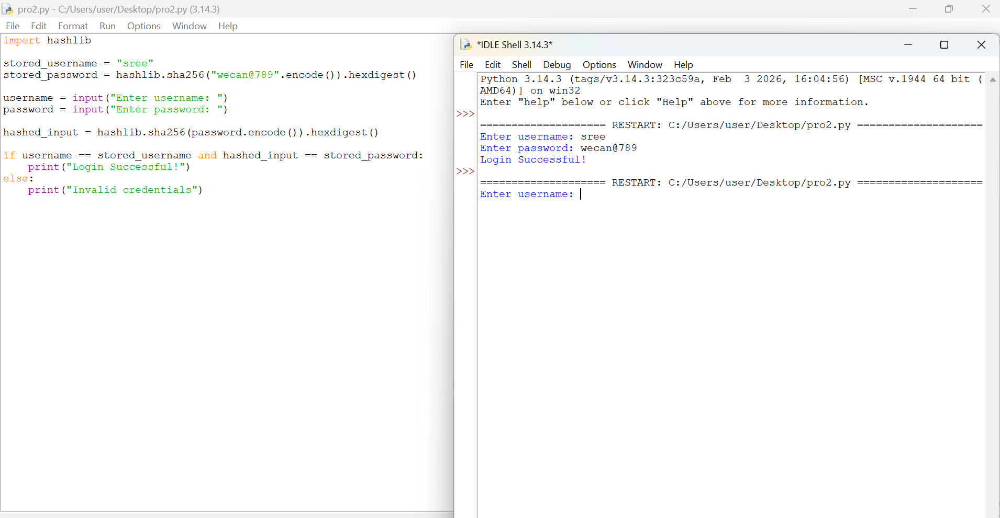 pro2.py - C:/Users/user/Desktop/pro2.py (3.14.3)
File Edit Format Run Options Window Help
import hashlib

stored_username = "sree"
stored_password = hashlib.sha256("wecan@789".encode()).hexdigest()

username = input("Enter username: ")
password = input("Enter password: ")

hashed_input = hashlib.sha256(password.encode()).hexdigest()

if username == stored_username and hashed_input == stored_password:
    print("Login Successful!")
else:
    print("Invalid credentials")
*IDLE Shell 3.14.3*
File Edit Shell Debug Options Window Help
Python 3.14.3 (tags/v3.14.3:323c59a, Feb  3 2026, 16:04:56) [MSC v.1944 64 bit (
AMD64)] on win32
Enter "help" below or click "Help" above for more information.
>>>
==================== RESTART: C:/Users/user/Desktop/pro2.py ====================
Enter username: sree
Enter password: wecan@789
Login Successful!
>>>
==================== RESTART: C:/Users/user/Desktop/pro2.py ====================
Enter username: